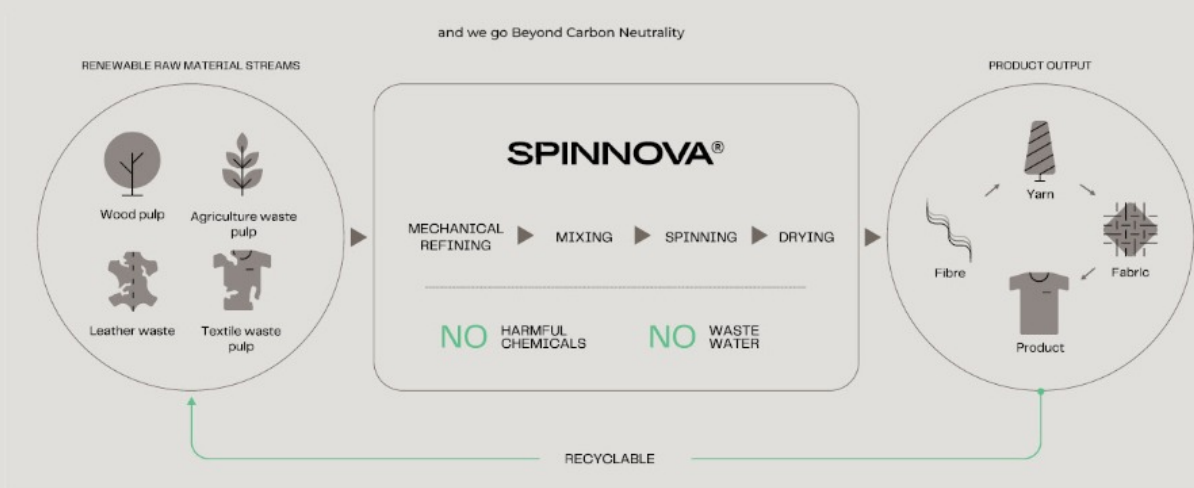 and we go Beyond Carbon Neutrality
RENEWABLE RAW MATERIAL STREAMS
Wood pulp
Agriculture waste
pulp
Leather waste
Textile waste
pulp
SPINNOVA®
MECHANICAL
REFINING
MIXING
SPINNING
DRYING
NO HARMFUL
CHEMICALS
NO WASTE
WATER
PRODUCT OUTPUT
Yarn
Fibre
Fabric
Product
RECYCLABLE